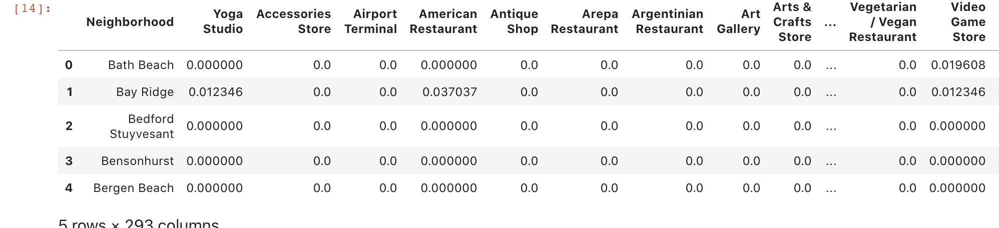 [14]:
Neighborhood Yoga Studio Accessories Store Airport Terminal American Restaurant Antique Shop Arepa Restaurant Argentinian Restaurant Art Gallery Arts & Crafts Store ... Vegetarian / Vegan Restaurant Video Game Store
0 Bath Beach 0.000000 0.0 0.0 0.000000 0.0 0.0 0.0 0.0 0.0 ... 0.0 0.019608
1 Bay Ridge 0.012346 0.0 0.0 0.037037 0.0 0.0 0.0 0.0 0.0 ... 0.0 0.012346
2 Bedford Stuyvesant 0.000000 0.0 0.0 0.000000 0.0 0.0 0.0 0.0 0.0 ... 0.0 0.000000
3 Bensonhurst 0.000000 0.0 0.0 0.000000 0.0 0.0 0.0 0.0 0.0 ... 0.0 0.000000
4 Bergen Beach 0.000000 0.0 0.0 0.000000 0.0 0.0 0.0 0.0 0.0 ... 0.0 0.000000
5 rows × 293 columns